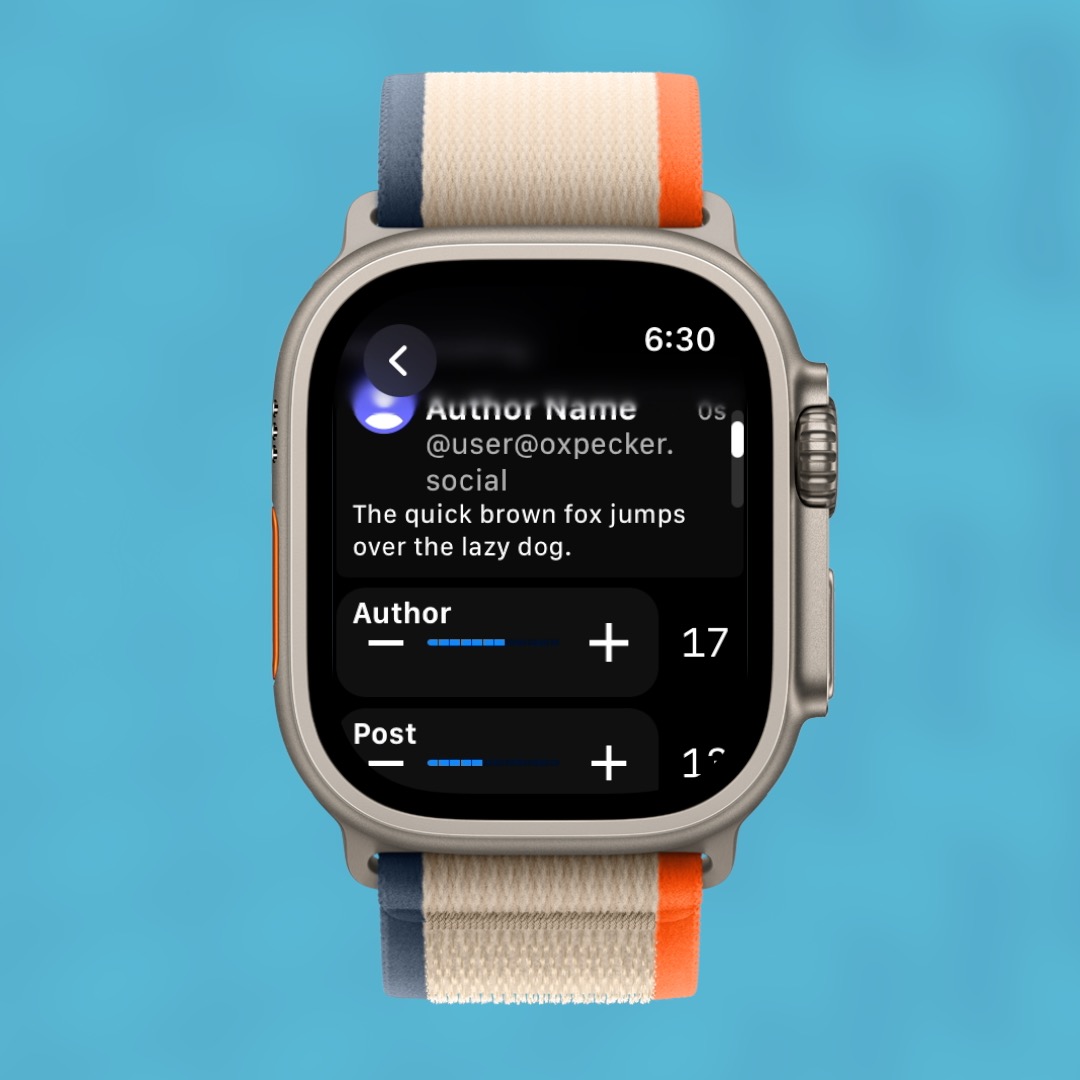 6:30
Author Name
0s
@user@oxpecker.
social
The quick brown fox jumps
over the lazy dog.
Author
17
Post